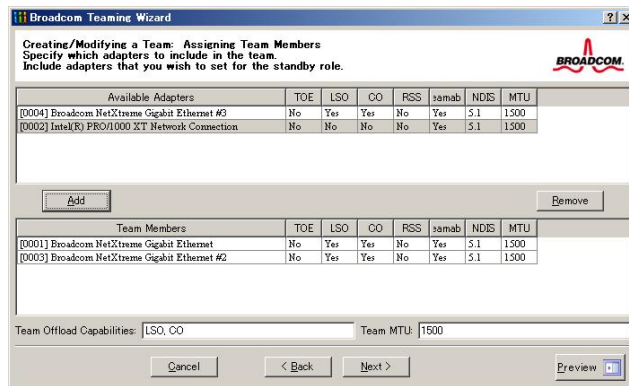 Broadcom Teaming Wizard
Creating/Modifying a Team: Assigning Team Members
Specify which adapters to include in the team.
Include adapters that you wish to set for the standby role.
BROADCOM.
Available Adapters TOE LSO CO RSS eamab NDIS MTU
[0004] Broadcom NetXtreme Gigabit Ethernet #3 No Yes Yes No Yes 5.1 1500
[0002] Intel(R) PRO/1000 XT Network Connection No No No No Yes 5.1 1500
Add Remove
Team Members TOE LSO CO RSS eamab NDIS MTU
[0001] Broadcom NetXtreme Gigabit Ethernet No Yes Yes No Yes 5.1 1500
[0003] Broadcom NetXtreme Gigabit Ethernet #2 No Yes Yes No Yes 5.1 1500
Team Offload Capabilities: LSO, CO Team MTU: 1500
Cancel < Back Next > Preview